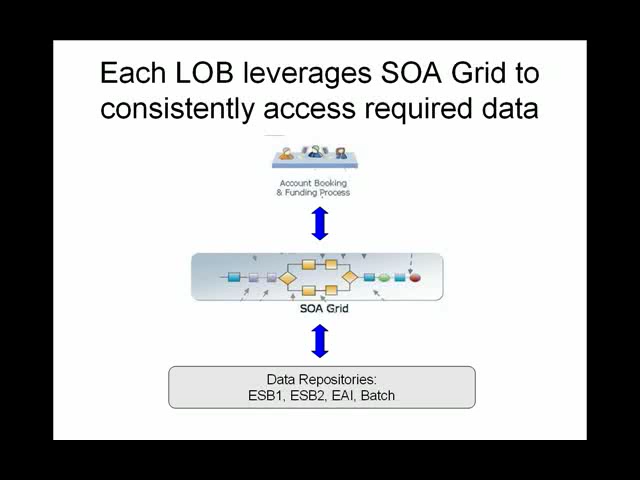 Each LOB leverages SOA Grid to
consistently access required data
Account Booking
& Funding Process
SOA Grid
Data Repositories:
ESB1, ESB2, EAI, Batch